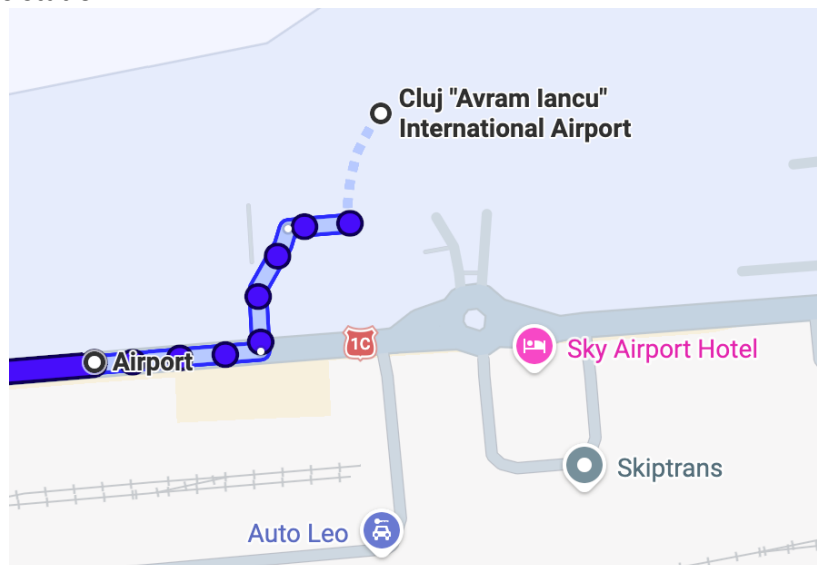 Cluj "Avram Iancu"
International Airport
1C
Airport
Sky Airport Hotel
Skiptrans
Auto Leo